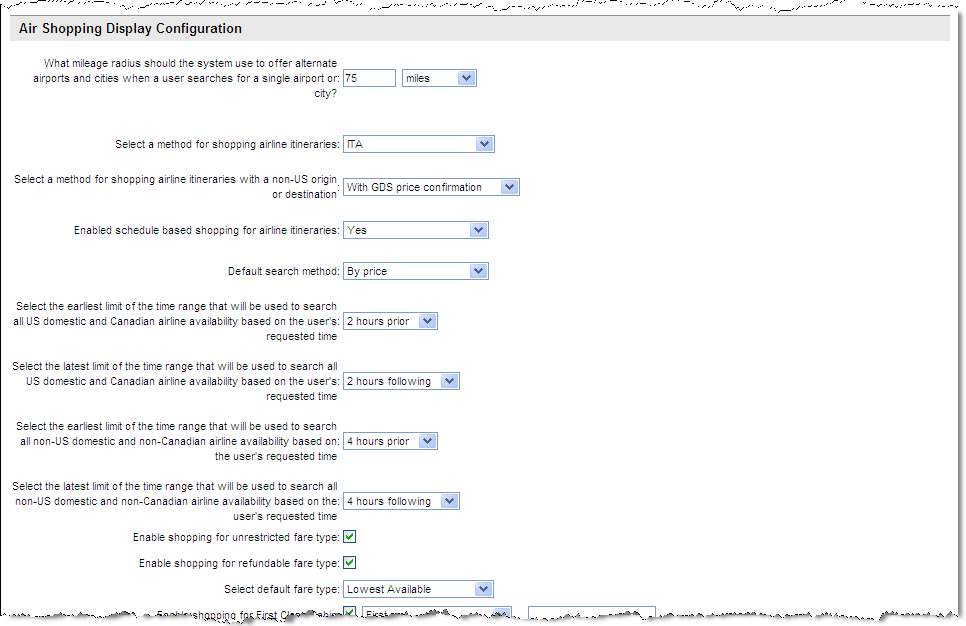 Air Shopping Display Configuration
What mileage radius should the system use to offer alternate
airports and cities when a user searches for a single airport or: 75 miles
city?
Select a method for shopping airline itineraries: ITA
Select a method for shopping airline itineraries with a non-US origin
or destination: With GDS price confirmation
Enabled schedule based shopping for airline itineraries: Yes
Default search method: By price
Select the earliest limit of the time range that will be used to search
all US domestic and Canadian airline availability based on the user's: 2 hours prior
requested time
Select the latest limit of the time range that will be used to search all
US domestic and Canadian airline availability based on the user's: 2 hours following
requested time
Select the earliest limit of the time range that will be used to search
all non-US domestic and non-Canadian airline availability based on: 4 hours prior
the user's requested time
Select the latest limit of the time range that will be used to search all
non-US domestic and non-Canadian airline availability based on the: 4 hours following
user's requested time
Enable shopping for unrestricted fare type:
Enable shopping for refundable fare type:
Select default fare type: Lowest Available
Enable shopping for First Class First